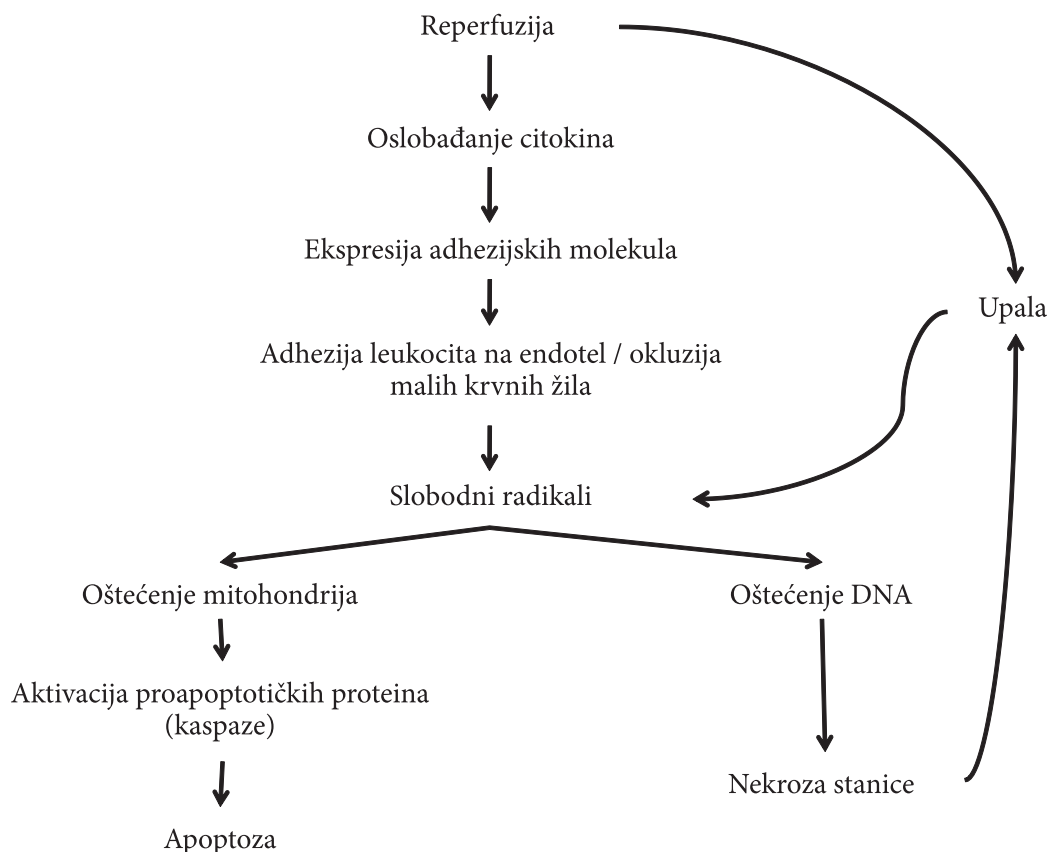 Reperfuzija
Oslobađanje citokina
Ekspresija adhezijskih molekula
Upala
Adhezija leukocita na endotel / okluzija
malih krvnih žila
Slobodni radikali
Oštećenje mitohondrija
Oštećenje DNA
Aktivacija proapoptotičkih proteina
(kaspaze)
Nekroza stanice
Apoptoza